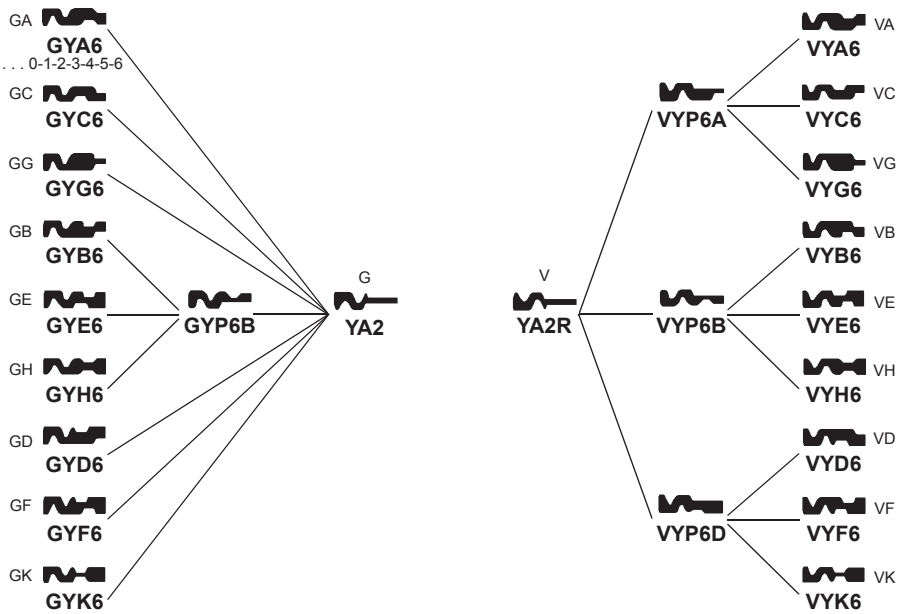 GA
GYA6
. . . 0-1-2-3-4-5-6
GC
GYC6
GG
GYG6
GB
GYB6
GE
GYE6
GH
GYH6
GD
GYD6
GF
GYF6
GK
GYK6
GYP6B
G
YA2
V
YA2R
VYP6A
VYP6B
VYP6D
VA
VYA6
VC
VYC6
VG
VYG6
VB
VYB6
VE
VYE6
VH
VYH6
VD
VYD6
VF
VYF6
VK
VYK6